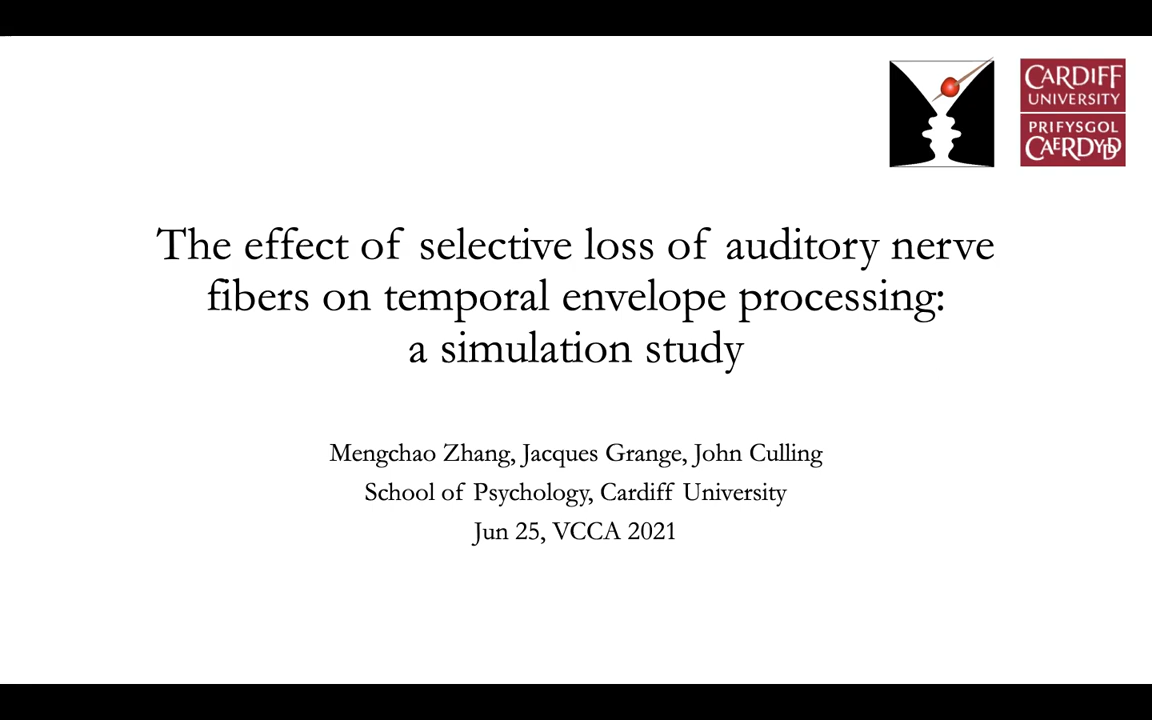 CARDIFF
UNIVERSITY
PRIFYSGOL
CAERDYDD
The effect of selective loss of auditory nerve
fibers on temporal envelope processing:
a simulation study
Mengchao Zhang, Jacques Grange, John Culling
School of Psychology, Cardiff University
Jun 25, VCCA 2021